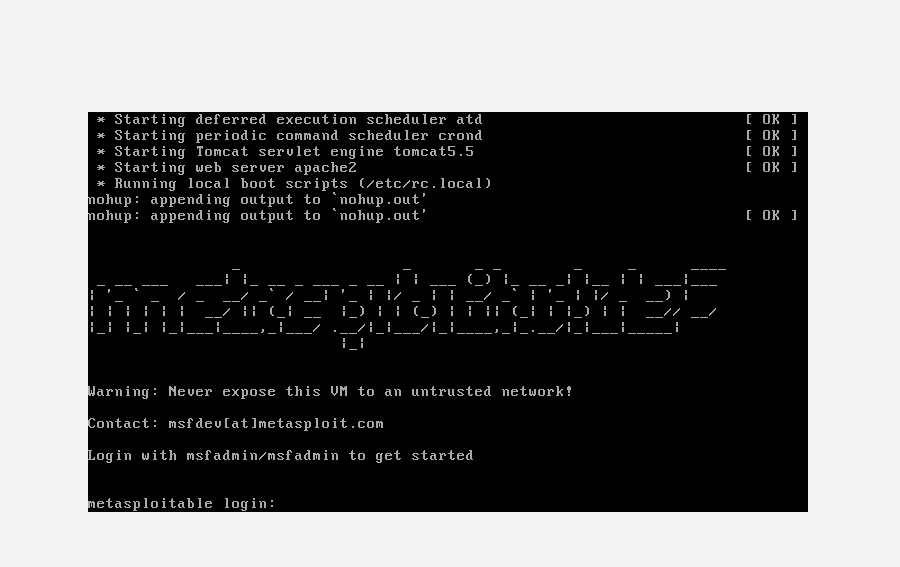 * Starting deferred execution scheduler atd [ OK ]
* Starting periodic command scheduler crond [ OK ]
* Starting Tomcat servlet engine tomcat5.5 [ OK ]
* Starting web server apache2 [ OK ]
* Running local boot scripts (/etc/rc.local)
nohup: appending output to `nohup.out'
nohup: appending output to `nohup.out' [ OK ]
metasploitable2
Warning: Never expose this VM to an untrusted network!
Contact: msfdev[at]metasploit.com
Login with msfadmin/msfadmin to get started
metasploitable login: